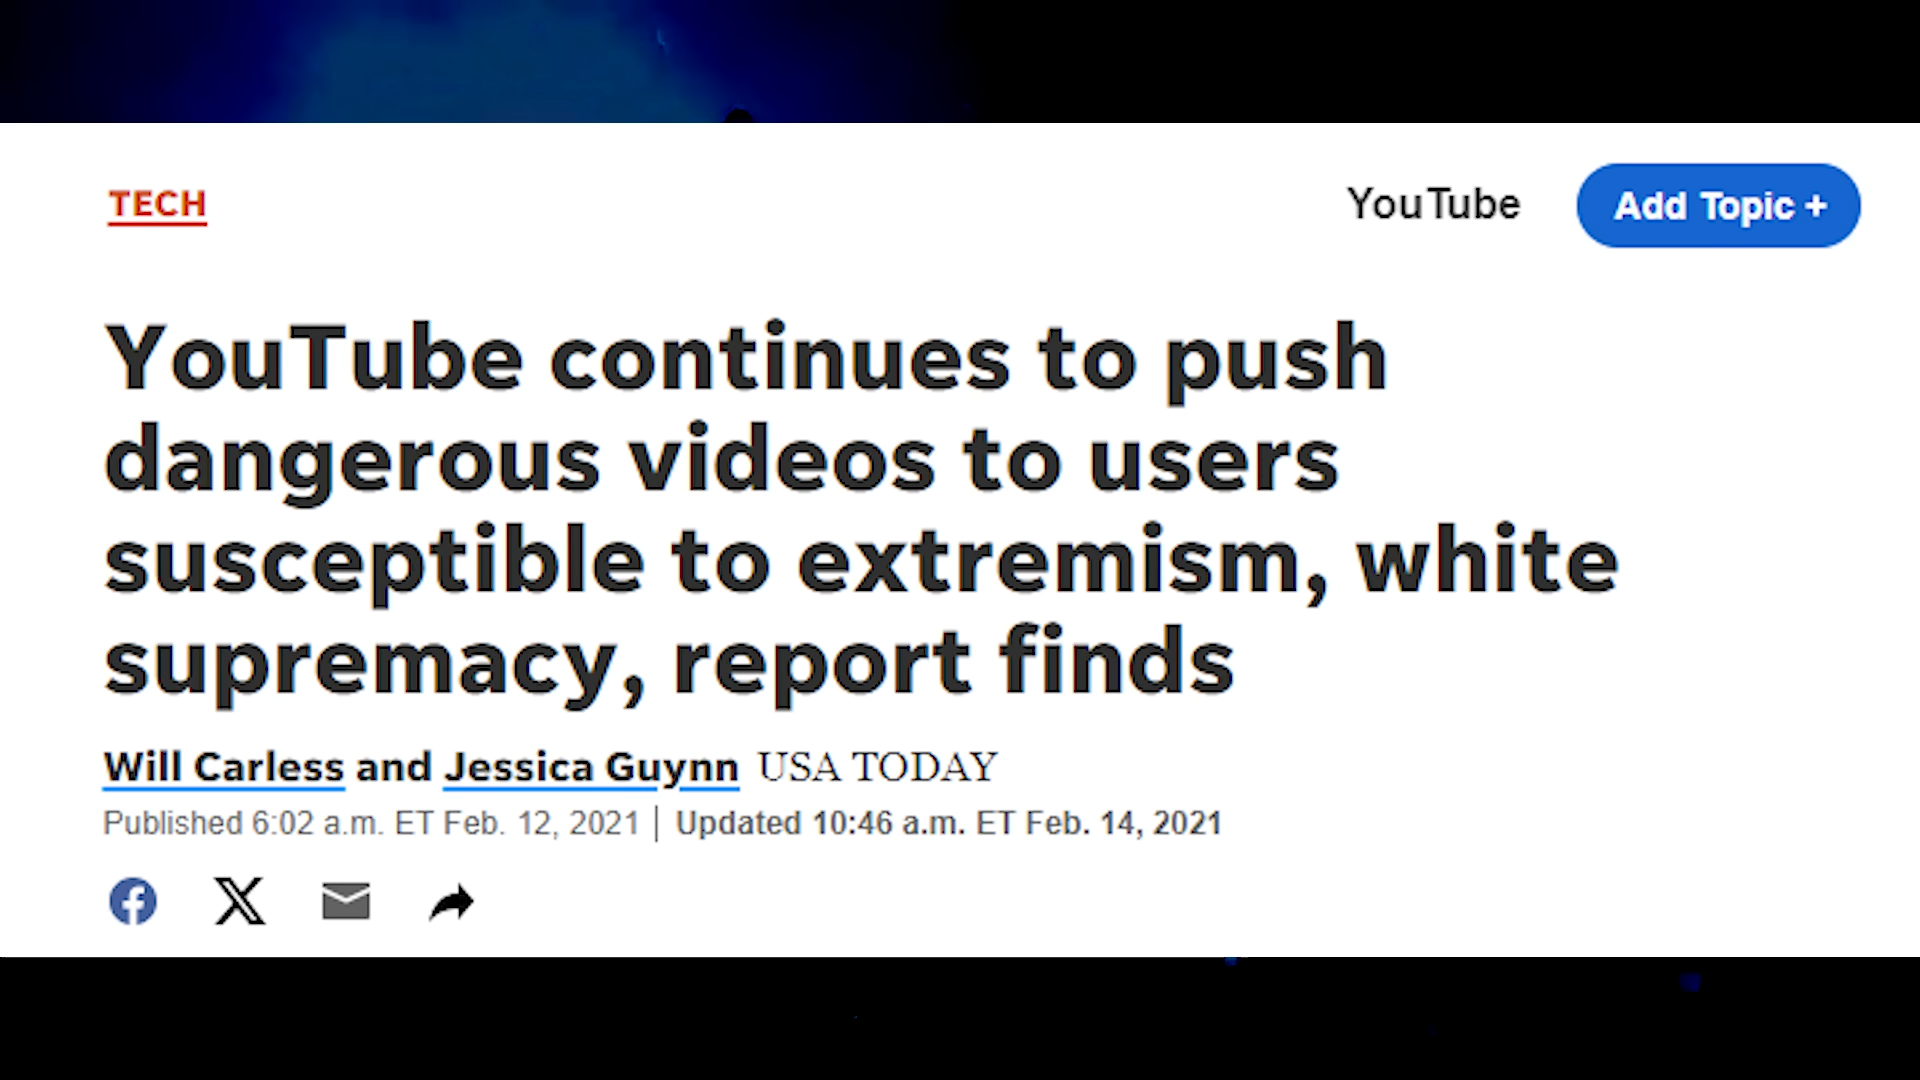 TECH
YouTube Add Topic +
YouTube continues to push
dangerous videos to users
susceptible to extremism, white
supremacy, report finds
Will Carless and Jessica Guynn USA TODAY
Published 6:02 a.m. ET Feb. 12, 2021 | Updated 10:46 a.m. ET Feb. 14, 2021